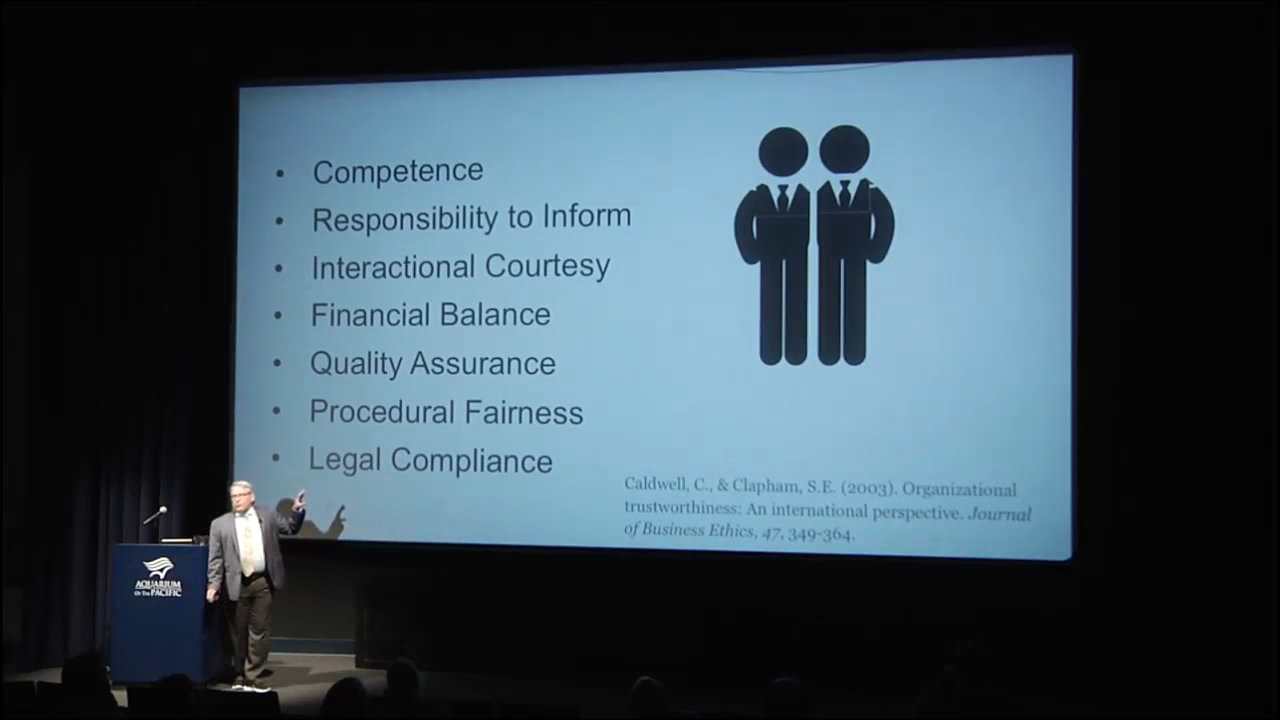 • Competence
• Responsibility to Inform
• Interactional Courtesy
• Financial Balance
• Quality Assurance
• Procedural Fairness
• Legal Compliance
Caldwell, C., & Clapham, S.E. (2003). Organizational
trustworthiness: An international perspective. Journal
of Business Ethics, 47, 349-364.
AQUARIUM
OF THE PACIFIC